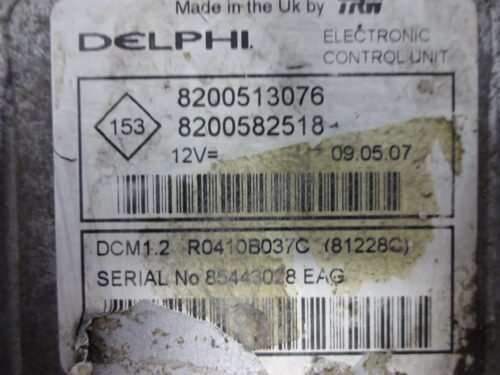 Made in the Uk by TRW
DELPHI
ELECTRONIC
CONTROL UNIT
153
8200513076
8200582518
12V= 09.05.07
DCM1.2 R0410B037C (81228C)
SERIAL No 85443028 EAG